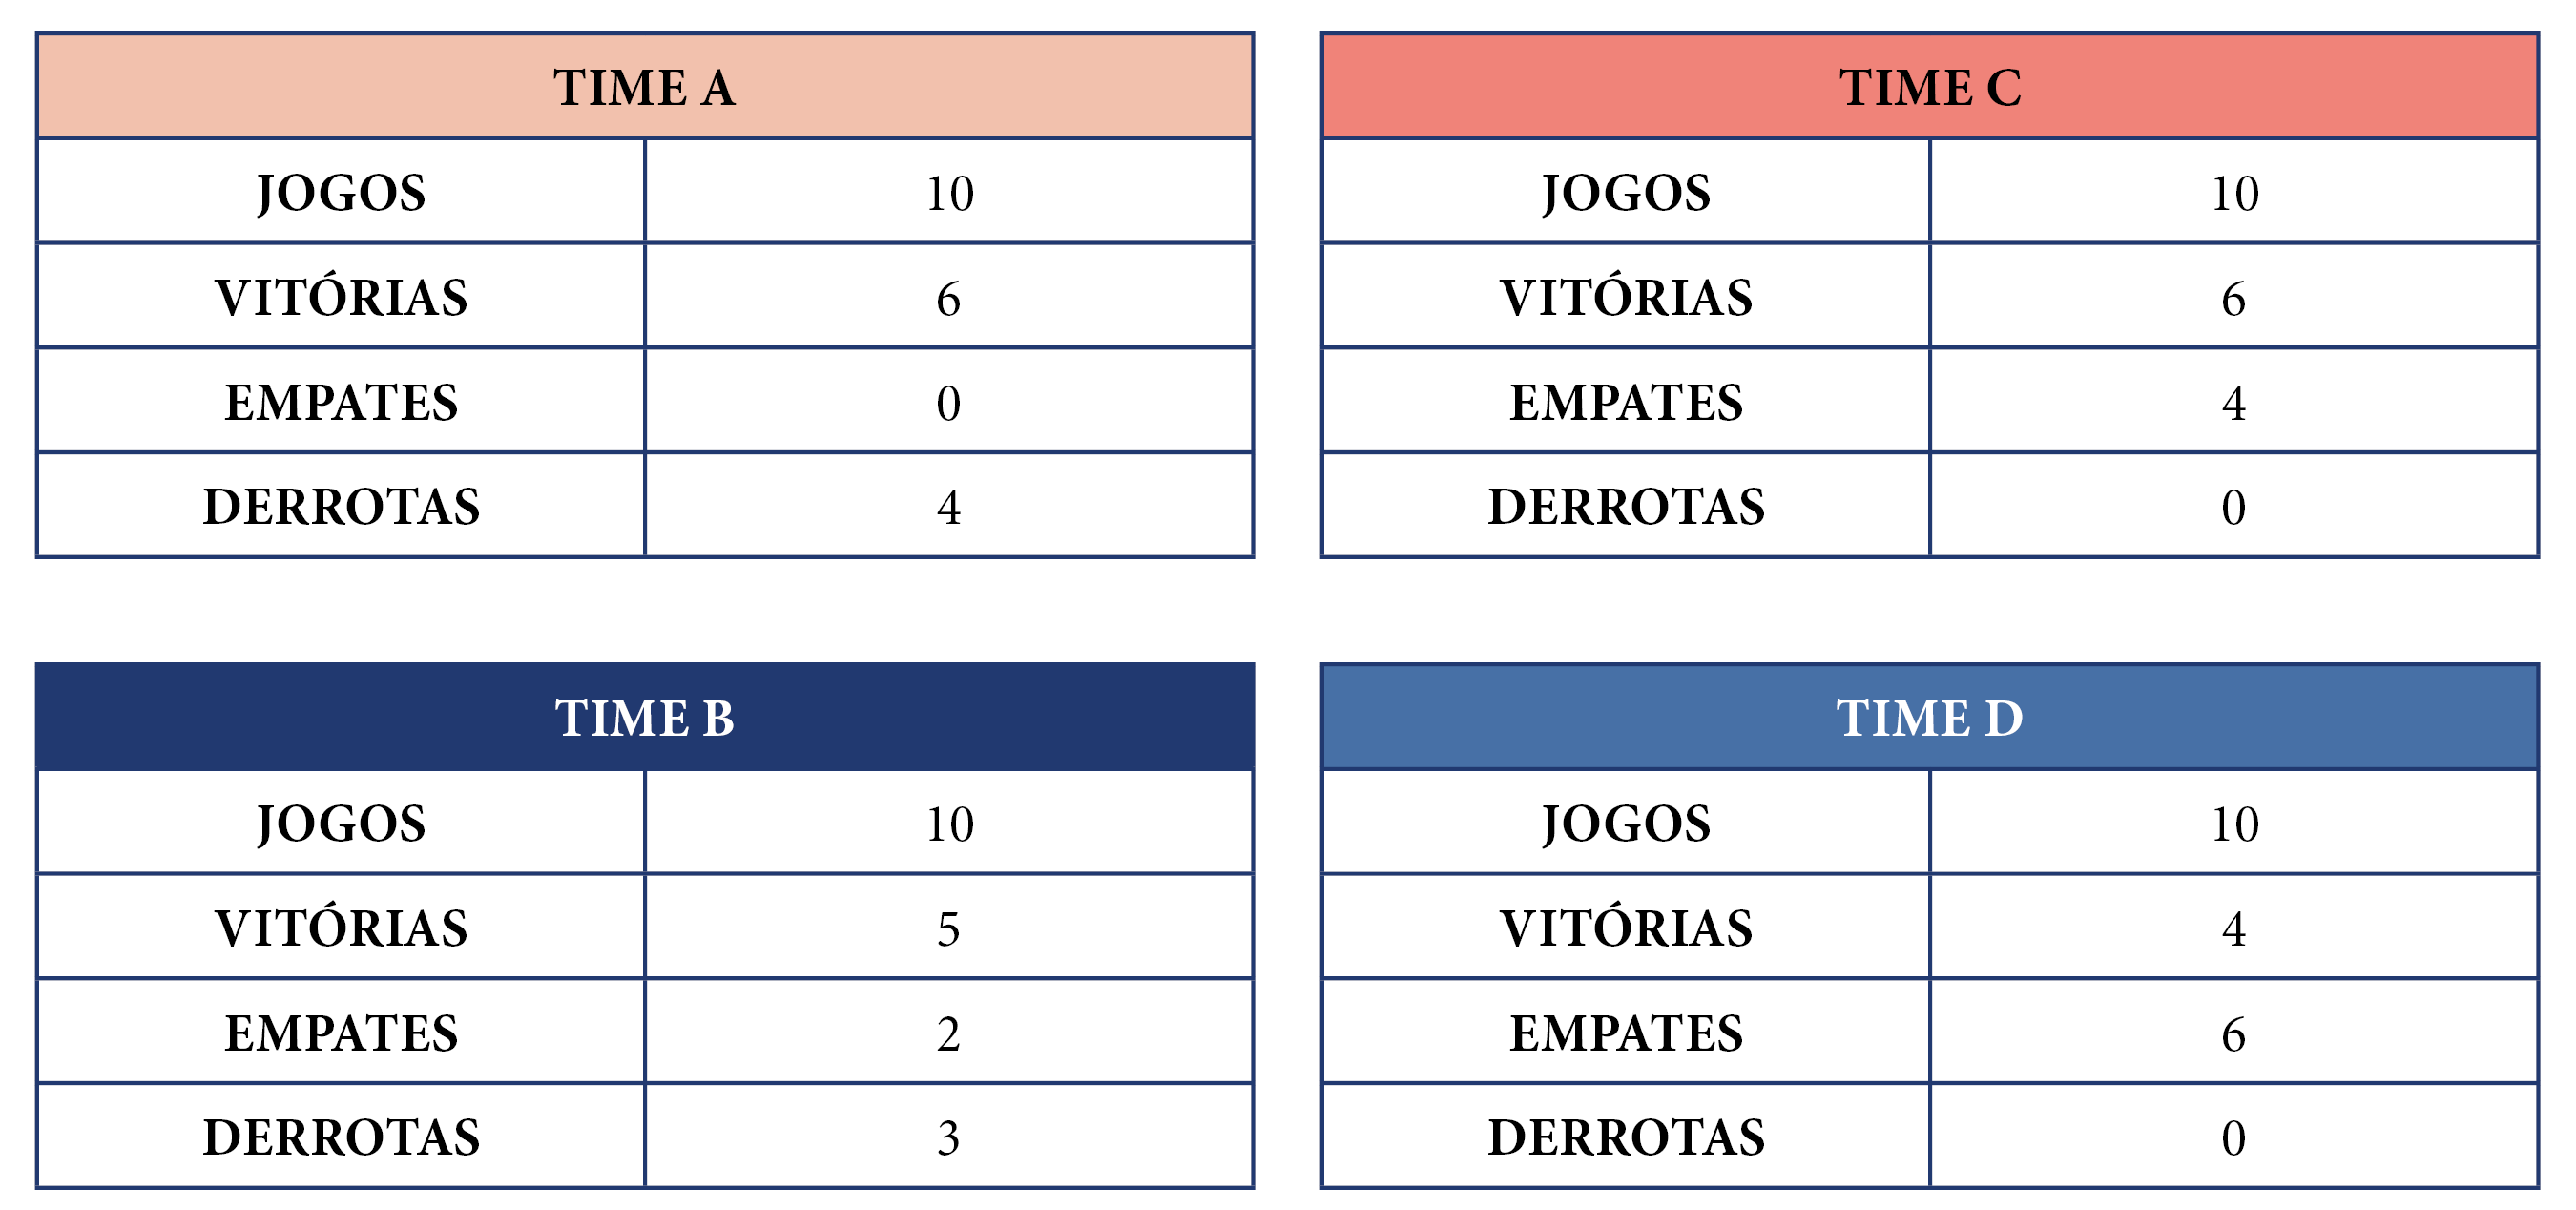 TIME A
JOGOS 10
VITÓRIAS 6
EMPATES 0
DERROTAS 4
TIME C
JOGOS 10
VITÓRIAS 6
EMPATES 4
DERROTAS 0
TIME B
JOGOS 10
VITÓRIAS 5
EMPATES 2
DERROTAS 3
TIME D
JOGOS 10
VITÓRIAS 4
EMPATES 6
DERROTAS 0